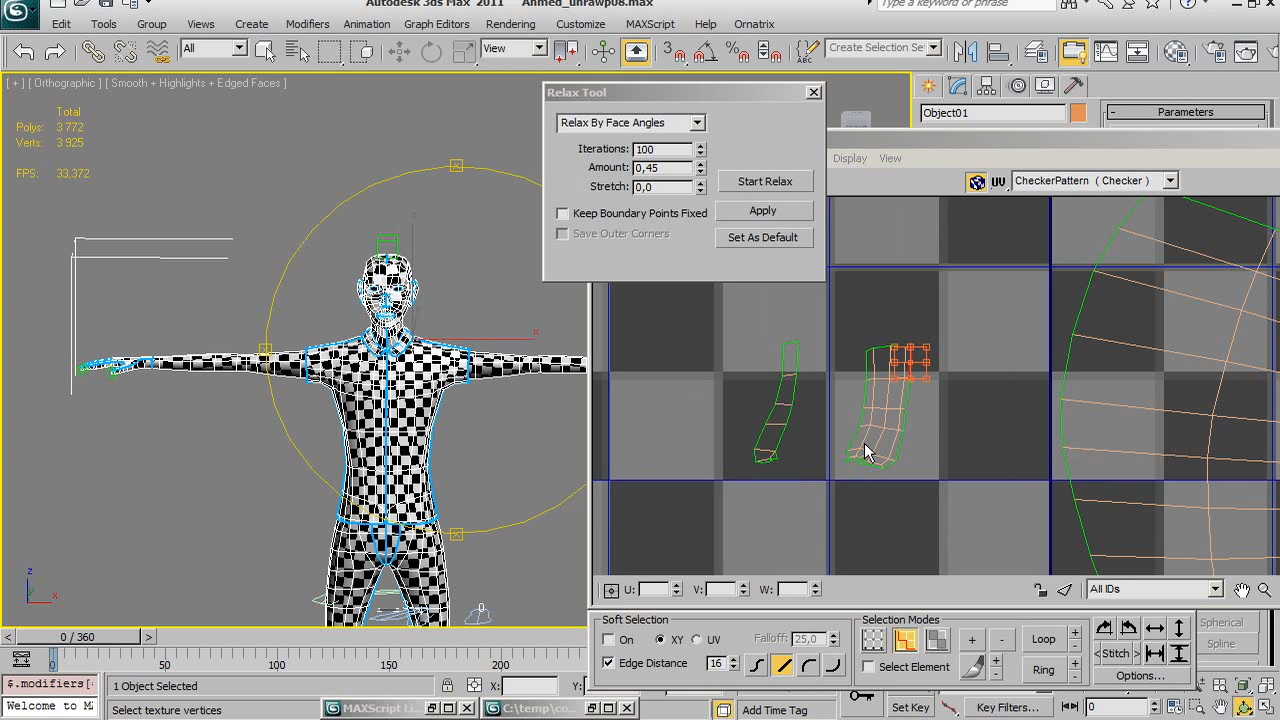 Autodesk 3ds Max 2011 Ahmed_unrawp08.max
Type a keyword or phrase
Edit Tools Group Views Create Modifiers Animation Graph Editors Rendering Customize MAXScript Help Ornatrix
All View 3 Create Selection Se
[ + ] [ Orthographic ] [ Smooth + Highlights + Edged Faces ]
Total
Polys: 3 772
Verts: 3 925
FPS: 33,372
Relax Tool
Relax By Face Angles
Iterations: 100
Amount: 0,45
Stretch: 0,0
Start Relax
Apply
Set As Default
Keep Boundary Points Fixed
Save Outer Corners
Object01
Parameters
Display View
UV CheckerPattern ( Checker )
x
z
x
U: V: W: All IDs
Soft Selection
On XY UV Falloff: 25,0
Edge Distance 16
Selection Modes
+ - Loop + -
Select Element + - Ring + -
Stitch
Options...
Spherical
Spline
< 0 / 360 >
0 50 100 150 200
$.modifiers[
Welcome to MA
1 Object Selected
X: Y:
Select texture vertices
MAXScript Li
C:\temp\co
Add Time Tag
Set Key Key Filters... 0